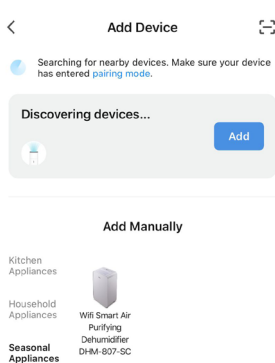 Add Device
Searching for nearby devices. Make sure your device
has entered pairing mode.
Discovering devices...
Add
Add Manually
Kitchen
Appliances
Household
Appliances
Seasonal
Appliances
Wifi Smart Air
Purifying
Dehumidifier
DHM-807-SC